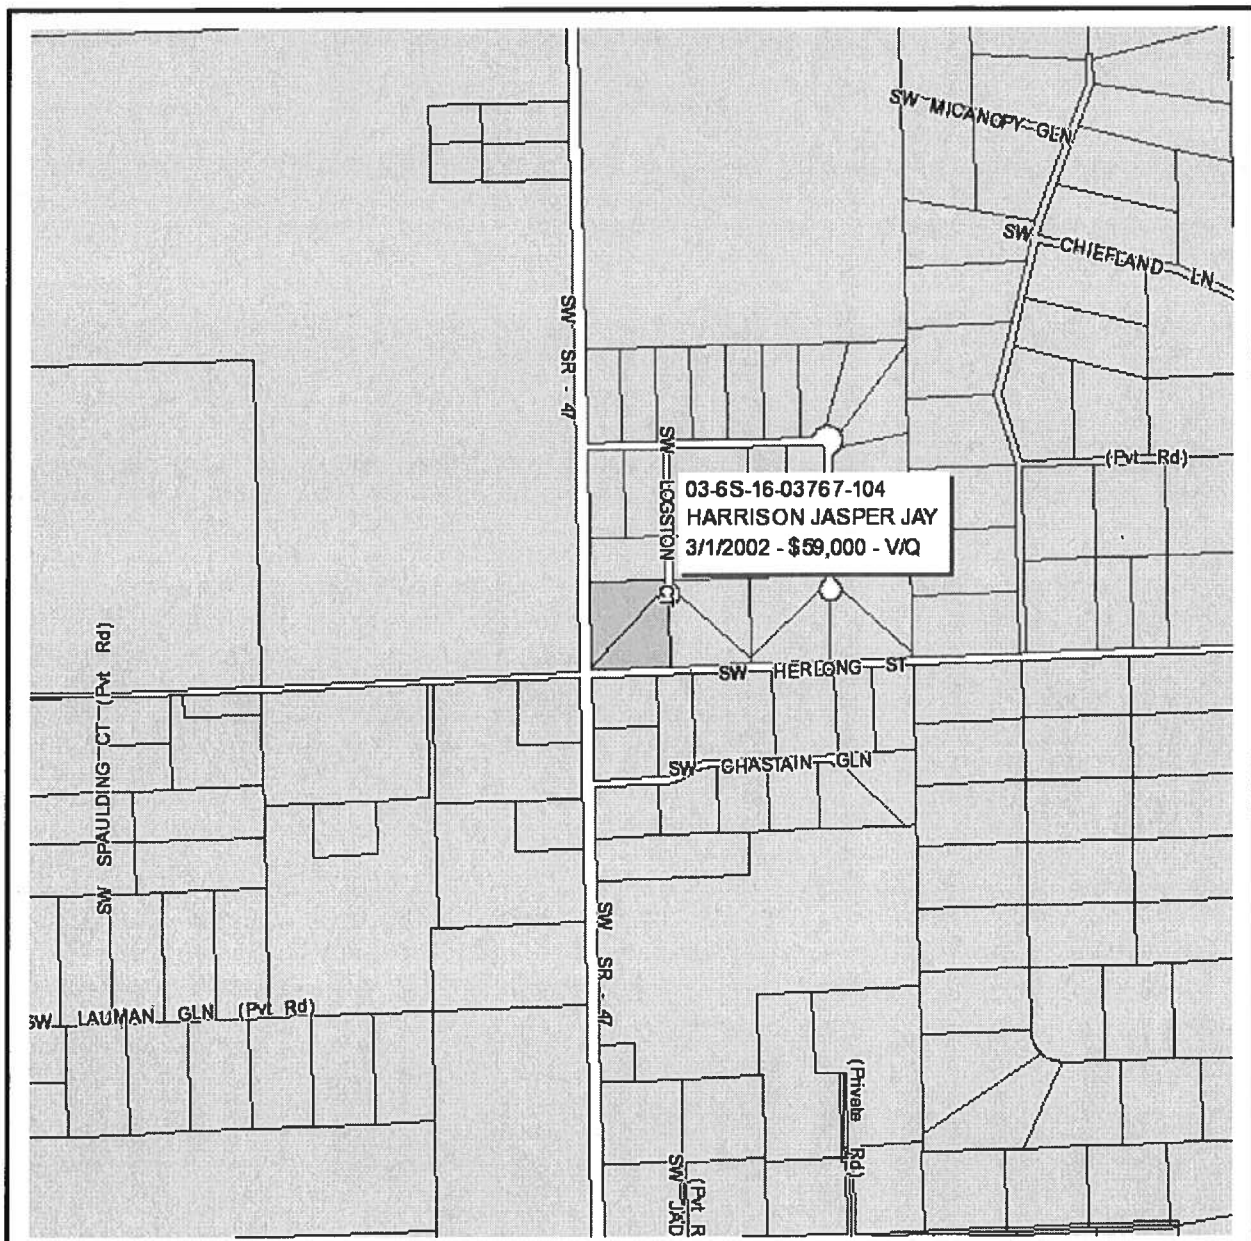 SW MICANOPY GLN
SW CHIEFLAND LN
SW SR - 47
SW LOGSTON CT
(Pvt Rd)
03-6S-16-03767-104
HARRISON JASPER JAY
3/1/2002 - $59,000 - V/Q
SW SPAULDING CT (Pvt Rd)
SW HERLONG ST
SW CHASTAIN GLN
SW SR - 47
SW LAUMAN GLN (Pvt Rd)
(Private Rd)
SW JAD
(Pvt R